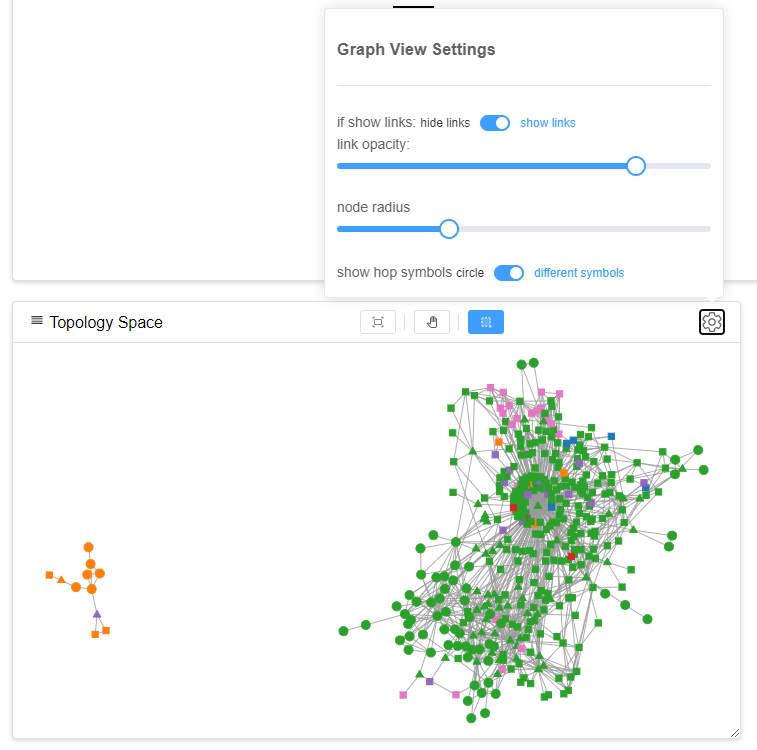 Graph View Settings
if show links: hide links show links
link opacity:
node radius
show hop symbols circle different symbols
Topology Space